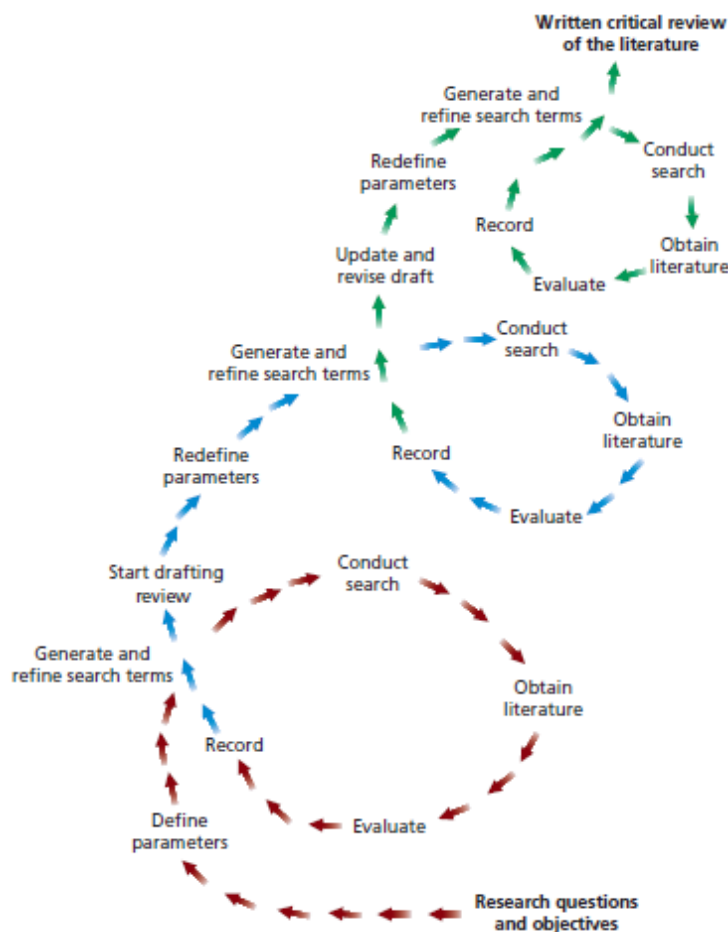 Written critical review
of the literature
Generate and
refine search terms
Conduct
search
Redefine
parameters
Record
Obtain
literature
Update and
revise draft
Evaluate
Conduct
search
Generate and
refine search terms
Obtain
literature
Record
Redefine
parameters
Evaluate
Conduct
search
Start drafting
review
Generate and
refine search terms
Obtain
literature
Record
Define
parameters
Evaluate
Research questions
and objectives